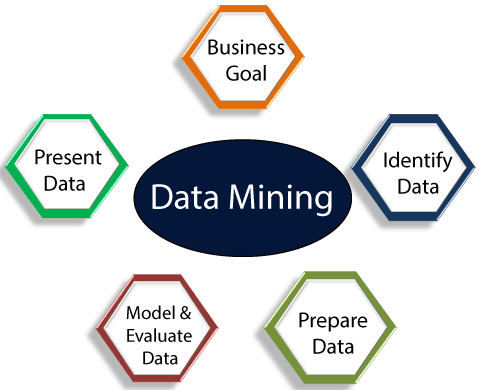 Business
Goal
Present
Data
Identify
Data
Data Mining
Model &
Evaluate
Data
Prepare
Data